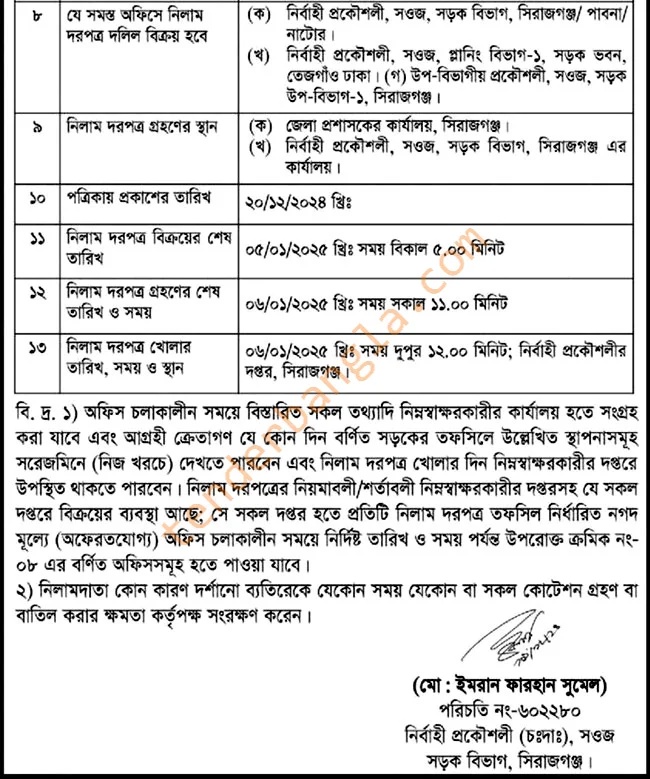 ৮ যে সমস্ত অফিসে নিলাম দরপত্র দলিল বিক্রয় হবে
(ক) নির্বাহী প্রকৌশলী, সওজ, সড়ক বিভাগ, সিরাজগঞ্জ/ পাবনা/
নাটোর।
(খ) নির্বাহী প্রকৌশলী, সওজ, প্লানিং বিভাগ-১, সড়ক ভবন,
তেজগাঁও ঢাকা। (গ) উপ-বিভাগীয় প্রকৌশলী, সওজ, সড়ক
উপ-বিভাগ-১, সিরাজগঞ্জ।
৯ নিলাম দরপত্র গ্রহণের স্থান
(ক) জেলা প্রশাসকের কার্যালয়, সিরাজগঞ্জ।
(খ) নির্বাহী প্রকৌশলী, সওজ, সড়ক বিভাগ, সিরাজগঞ্জ এর
কার্যালয়।
১০ পত্রিকায় প্রকাশের তারিখ ২০/১২/২০২৪ খ্রিঃ
১১ নিলাম দরপত্র বিক্রয়ের শেষ
তারিখ
০৫/০১/২০২৫ খ্রিঃ সময় বিকাল ৫.০০ মিনিট
১২ নিলাম দরপত্র গ্রহণের শেষ
তারিখ ও সময়
০৬/০১/২০২৫ খ্রিঃ সময় সকাল ১১.০০ মিনিট
১৩ নিলাম দরপত্র খোলার
তারিখ, সময় ও স্থান
০৬/০১/২০২৫ খ্রিঃ সময় দুপুর ১২.০০ মিনিট; নির্বাহী প্রকৌশলীর
দপ্তর, সিরাজগঞ্জ।
বি. দ্র. ১) অফিস চলাকালীন সময়ে বিস্তারিত সকল তথ্যাদি নিম্নস্বাক্ষরকারীর কার্যালয় হতে সংগ্রহ
করা যাবে এবং আগ্রহী ক্রেতাগণ যে কোন দিন বর্ণিত সড়কের তফসিলে উল্লেখিত স্থাপনাসমূহ
সরেজমিনে (নিজ খরচে) দেখতে পারবেন এবং নিলাম দরপত্র খোলার দিন নিম্নস্বাক্ষরকারীর দপ্তরে
উপস্থিত থাকতে পারবেন। নিলাম দরপত্রের নিয়মাবলী/শর্তাবলী নিম্নস্বাক্ষরকারীর দপ্তরসহ যে সকল
দপ্তরে বিক্রয়ের ব্যবস্থা আছে; সে সকল দপ্তর হতে প্রতিটি নিলাম দরপত্র তফসিল নির্ধারিত নগদ
মূল্যে (অফেরতযোগ্য) অফিস চলাকালীন সময়ে নির্দিষ্ট তারিখ ও সময় পর্যন্ত উপরোক্ত ক্রমিক নং-
০৮ এর বর্ণিত অফিসসমূহ হতে পাওয়া যাবে।
২) নিলামদাতা কোন কারণ দর্শানো ব্যতিরেকে যেকোন সময় যেকোন বা সকল কোটেশন গ্রহণ বা
বাতিল করার ক্ষমতা কর্তৃপক্ষ সংরক্ষণ করেন।
(মো : ইমরান ফারহান সুমেল)
পরিচতি নং-৬০২২৮০
নির্বাহী প্রকৌশলী (চঃদাঃ), সওজ
সড়ক বিভাগ, সিরাজগঞ্জ।
tenderbangla.com